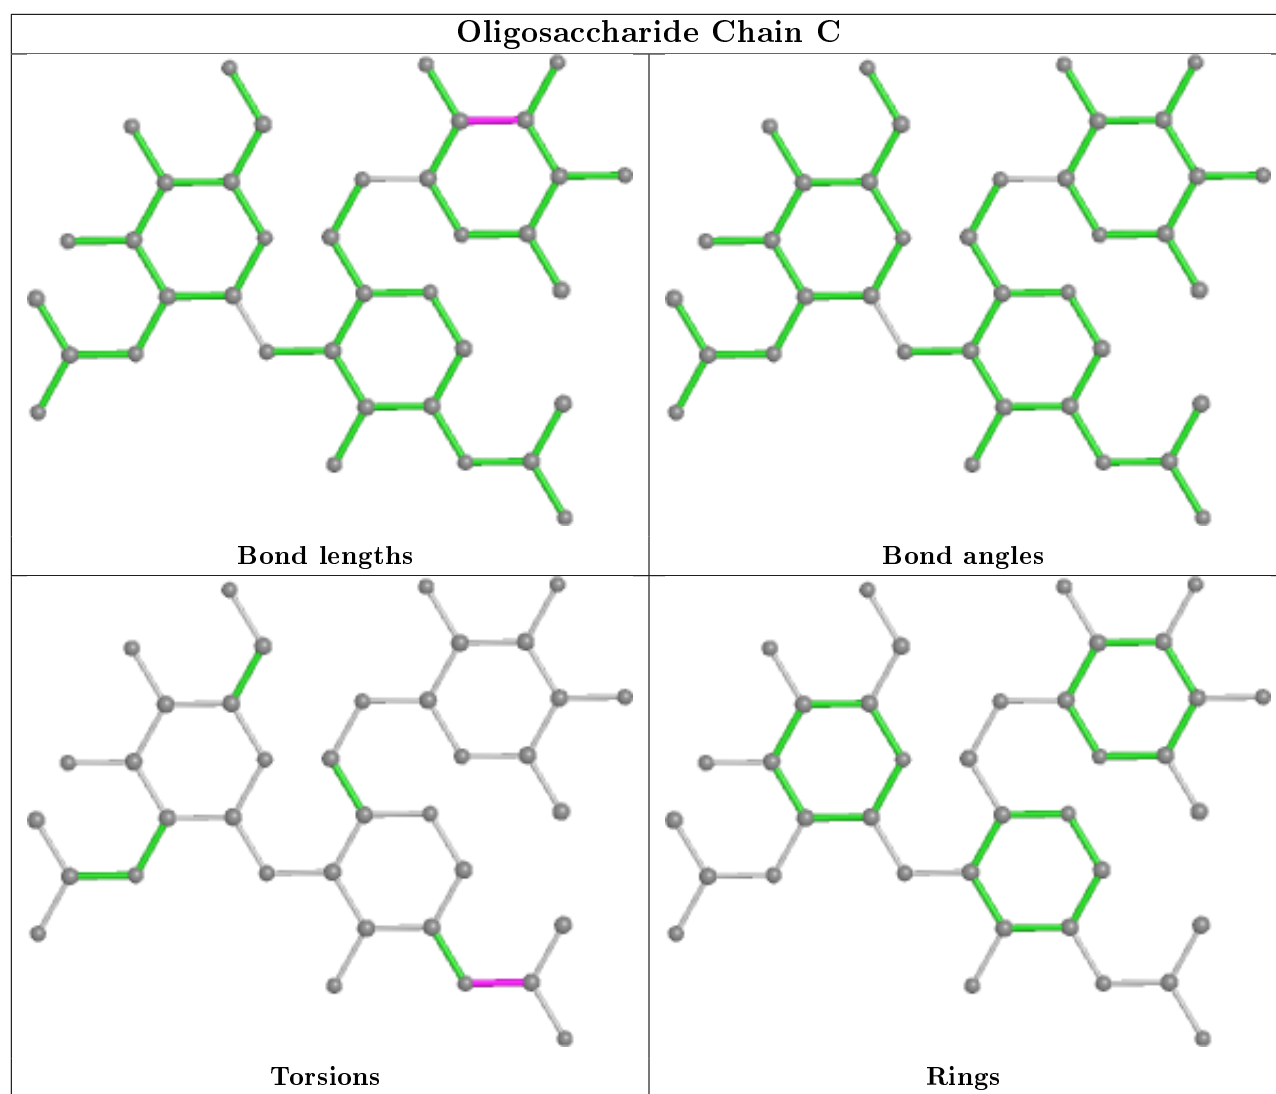 Oligosaccharide Chain C
Bond lengths
Bond angles
Torsions
Rings